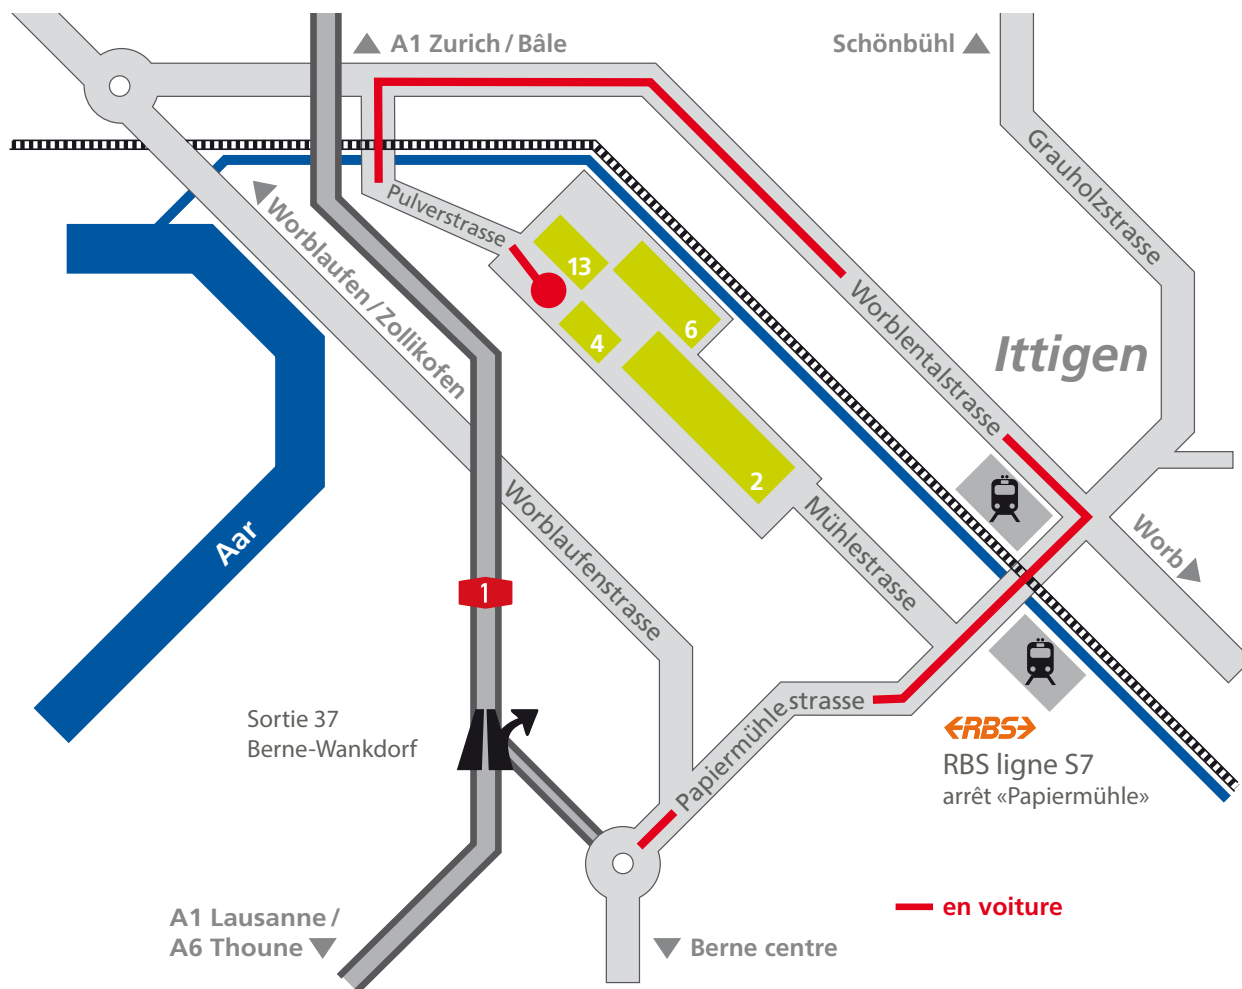 A1 Zurich / Bâle
Schönbühl
Grauholzstrasse
Pulverstrasse
Worblaufen / Zollikofen
13
6
4
2
Worblentalstrasse
Ittigen
Aar
Worblaufenstrasse
Mühlestrasse
Worb
1
Sortie 37
Berne-Wankdorf
Papiermühlestrasse
RBS
RBS ligne S7
arrêt «Papiermühle»
A1 Lausanne /
A6 Thoune
en voiture
Berne centre